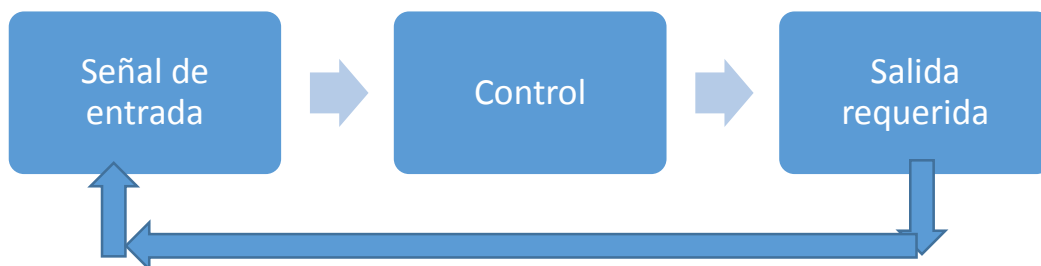 Señal de
entrada
Control
Salida
requerida